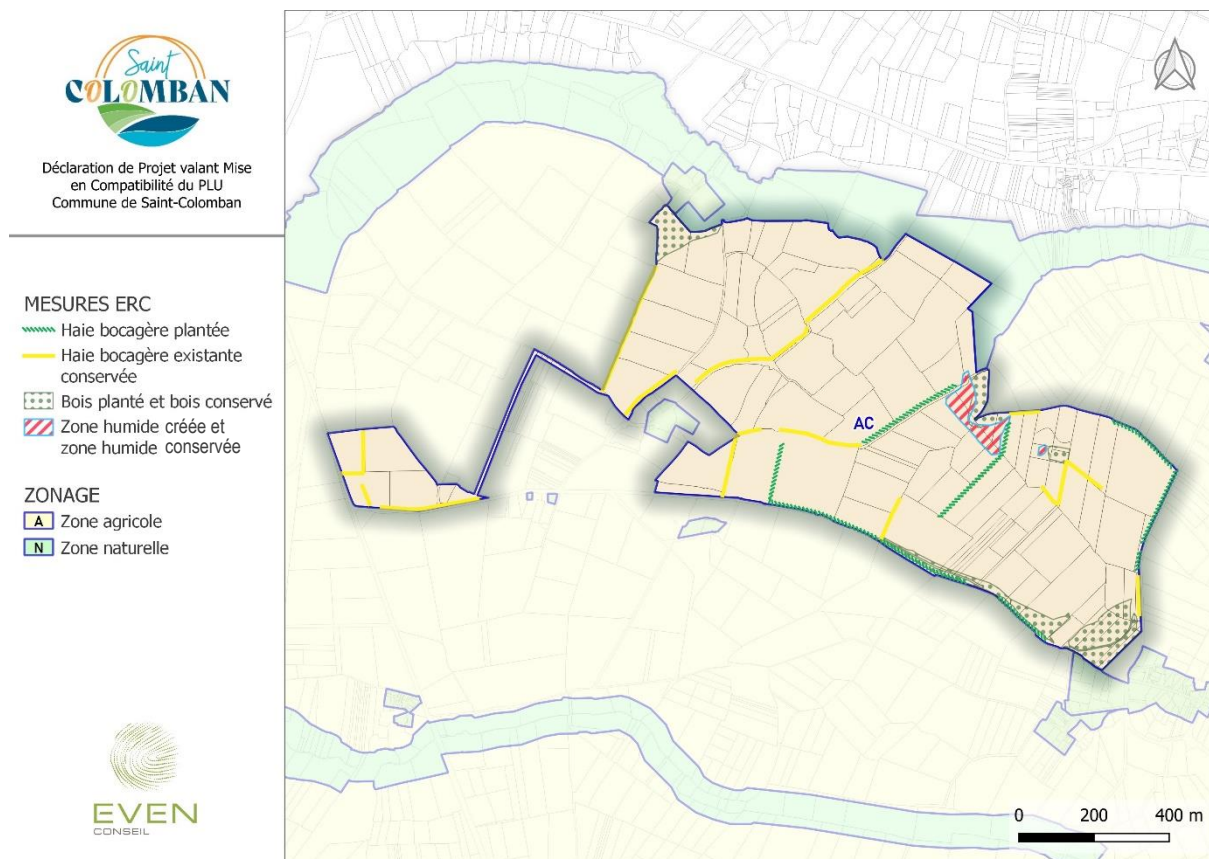 Saint
COLOMBAN
Déclaration de Projet valant Mise
en Compatibilité du PLU
Commune de Saint-Colomban
MESURES ERC
Haie bocagère plantée
Haie bocagère existante
conservée
Bois planté et bois conservé
Zone humide créée et
zone humide conservée
ZONAGE
A Zone agricole
N Zone naturelle
EVEN
CONSEIL
AC
0 200 400 m